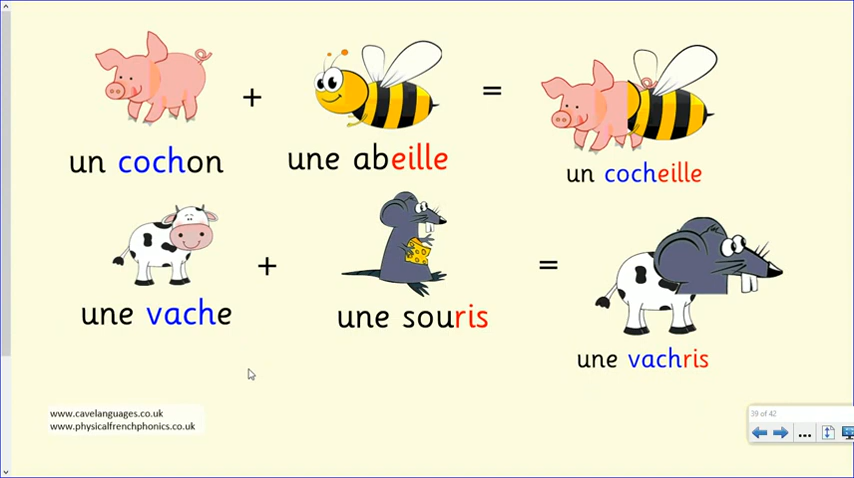 +
=
un cochon
une abeille
un cocheille
+
=
une vache
une souris
une vachris
www.cavelanguages.co.uk
www.physicalfrenchphonics.co.uk
39 of 42